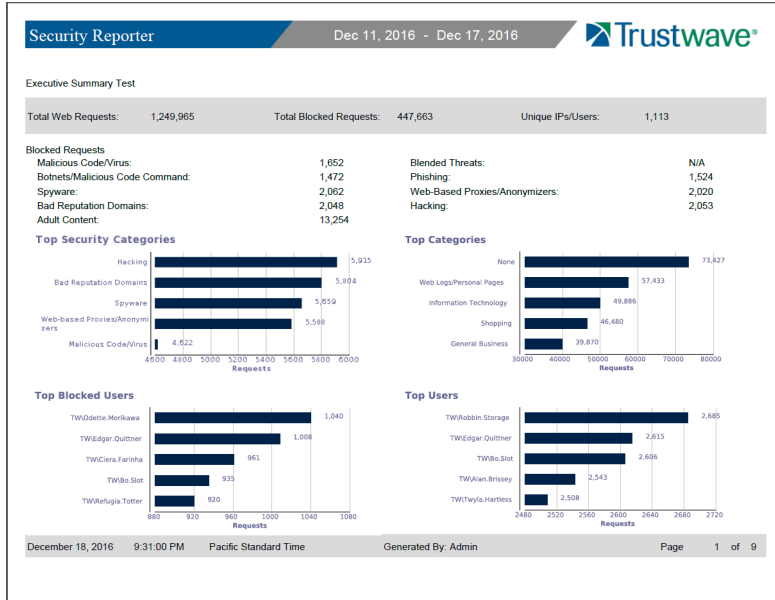 Security Reporter
Dec 11, 2016 - Dec 17, 2016
Trustwave®
Executive Summary Test
Total Web Requests: 1,249,965 Total Blocked Requests: 447,663 Unique IPs/Users: 1,113
Blocked Requests
Malicious Code/Virus: 1,652 Blended Threats: N/A
Botnets/Malicious Code Command: 1,472 Phishing: 1,524
Spyware: 2,062 Web-Based Proxies/Anonymizers: 2,020
Bad Reputation Domains: 2,048 Hacking: 2,053
Adult Content: 13,254
Top Security Categories
Hacking 5,915
Bad Reputation Domains 5,804
Spyware 5,659
Web-based Proxies/Anonymi
zers 5,588
Malicious Code/Virus 4,622
4600 4800 5000 5200 5400 5600 5800 6000
Requests
Top Categories
None 73,427
Web Logs/Personal Pages 57,433
Information Technology 49,886
Shopping 46,480
General Business 39,870
30000 40000 50000 60000 70000 80000
Requests
Top Blocked Users
TW\Odette.Morikawa 1,040
TW\Edgar.Quittner 1,008
TW\Ciera.Farinha 961
TW\Bo.Slot 935
TW\Refugia.Totter 920
880 920 960 1000 1040 1080
Requests
Top Users
TW\Robbin.Storage 2,685
TW\Edgar.Quittner 2,615
TW\Bo.Slot 2,606
TW\Alan.Brissey 2,543
TW\Twyla.Hartless 2,508
2480 2520 2560 2600 2640 2680 2720
Requests
December 18, 2016 9:31:00 PM Pacific Standard Time Generated By: Admin Page 1 of 9